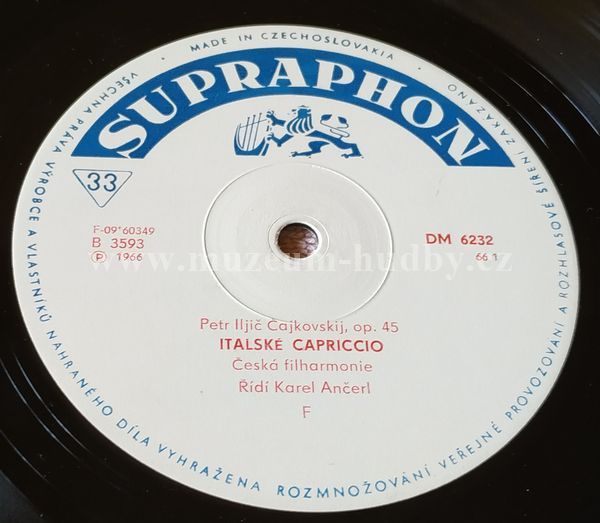 MADE IN CZECHOSLOVAKIA
SUPRAPHON
33
F-09*60349
B 3593
Ⓟ 1966
DM 6232
66 1
www.muzeum-hudby.cz
Petr Iljič Čajkovskij, op. 45
ITALSKÉ CAPRICCIO
Česká filharmonie
Řídí Karel Ančerl
F
VŠECHNA PRÁVA VÝROBCE A VLASTNÍKŮ NAHRANÉHO DÍLA VYHRAŽENA ROZMNOŽOVÁNÍ VEŘEJNÉ PROVOZOVÁNÍ A ROZHLASOVÉ ŠÍŘENÍ ZAKÁZÁNO